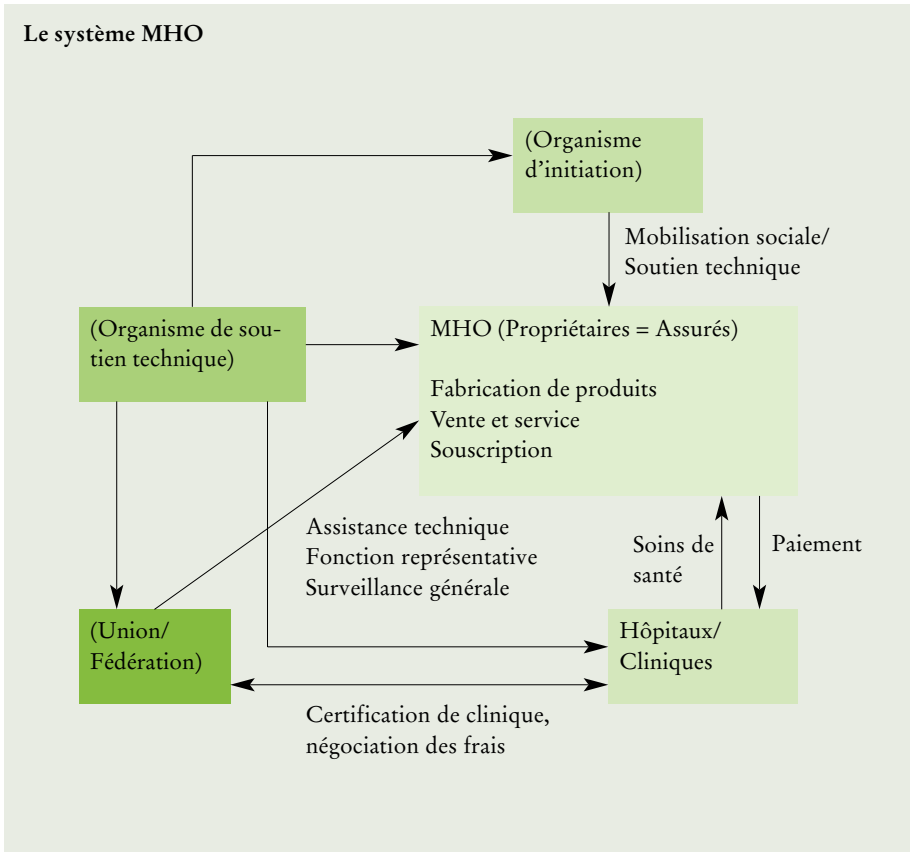 Le système MHO
(Organisme
d’initiation)
Mobilisation sociale/
Soutien technique
(Organisme de sou-
tien technique)
MHO (Propriétaires = Assurés)
Fabrication de produits
Vente et service
Souscription
Assistance technique
Fonction représentative
Surveillance générale
Soins de
santé
Paiement
(Union/
Fédération)
Hôpitaux/
Cliniques
Certification de clinique,
négociation des frais